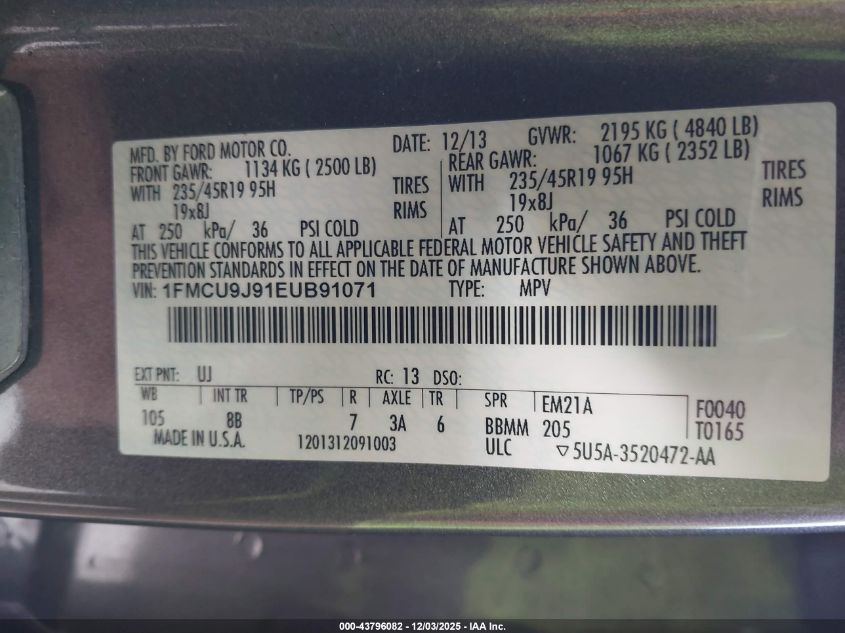 MFD. BY FORD MOTOR CO. DATE: 12/13 GVWR: 2195 KG ( 4840 LB)
FRONT GAWR: 1134 KG ( 2500 LB) REAR GAWR: 1067 KG ( 2352 LB)
WITH 235/45R19 95H TIRES WITH 235/45R19 95H TIRES
19x8J RIMS 19x8J RIMS
AT 250 kPa/ 36 PSI COLD AT 250 kPa/ 36 PSI COLD
THIS VEHICLE CONFORMS TO ALL APPLICABLE FEDERAL MOTOR VEHICLE SAFETY AND THEFT
PREVENTION STANDARDS IN EFFECT ON THE DATE OF MANUFACTURE SHOWN ABOVE.
VIN: 1FMCU9J91EUB91071 TYPE: MPV
EXT PNT: UJ RC: 13 DSO:
WB INT TR TP/PS R AXLE TR SPR EM21A F0040
105 8B 7 3A 6 BBMM 205 T0165
MADE IN U.S.A. 1201312091003 ULC ▽5U5A-3520472-AA
000-43796082 - 12/03/2025 - IAA Inc.